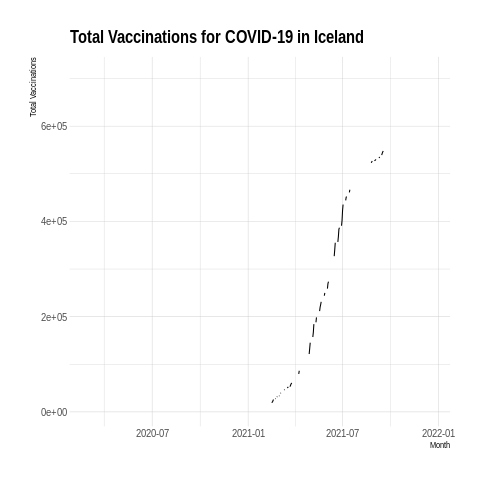 Total Vaccinations for COVID-19 in Iceland
Total Vaccinations
6e+05
4e+05
2e+05
0e+00
2020-07 2021-01 2021-07 2022-01
Month